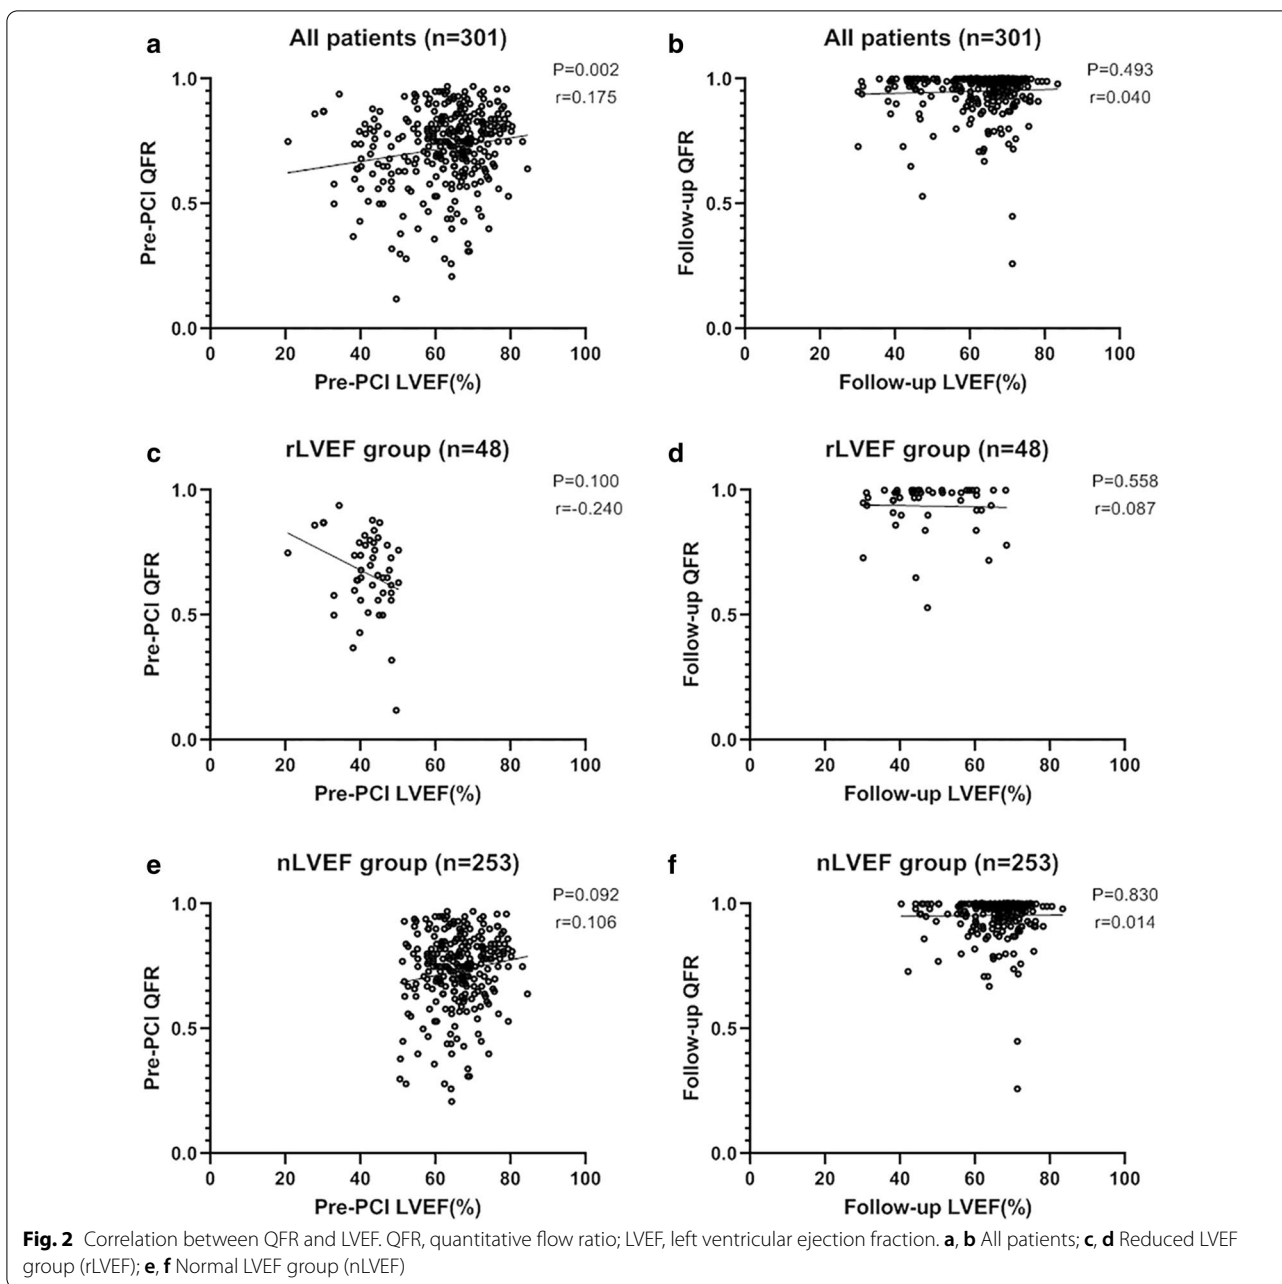 a
All patients (n=301)
P=0.002
r=0.175
1.0
0.5
0.0
Pre-PCI QFR
0 20 40 60 80 100
Pre-PCI LVEF(%)
b
All patients (n=301)
P=0.493
r=0.040
1.0
0.5
0.0
Follow-up QFR
0 20 40 60 80 100
Follow-up LVEF(%)
c
rLVEF group (n=48)
P=0.100
r=-0.240
1.0
0.5
0.0
Pre-PCI QFR
0 20 40 60 80 100
Pre-PCI LVEF(%)
d
rLVEF group (n=48)
P=0.558
r=0.087
1.0
0.5
0.0
Follow-up QFR
0 20 40 60 80 100
Follow-up LVEF(%)
e
nLVEF group (n=253)
P=0.092
r=0.106
1.0
0.5
0.0
Pre-PCI QFR
0 20 40 60 80 100
Pre-PCI LVEF(%)
f
nLVEF group (n=253)
P=0.830
r=0.014
1.0
0.5
0.0
Follow-up QFR
0 20 40 60 80 100
Follow-up LVEF(%)
Fig. 2 Correlation between QFR and LVEF. QFR, quantitative flow ratio; LVEF, left ventricular ejection fraction. a, b All patients; c, d Reduced LVEF
group (rLVEF); e, f Normal LVEF group (nLVEF)